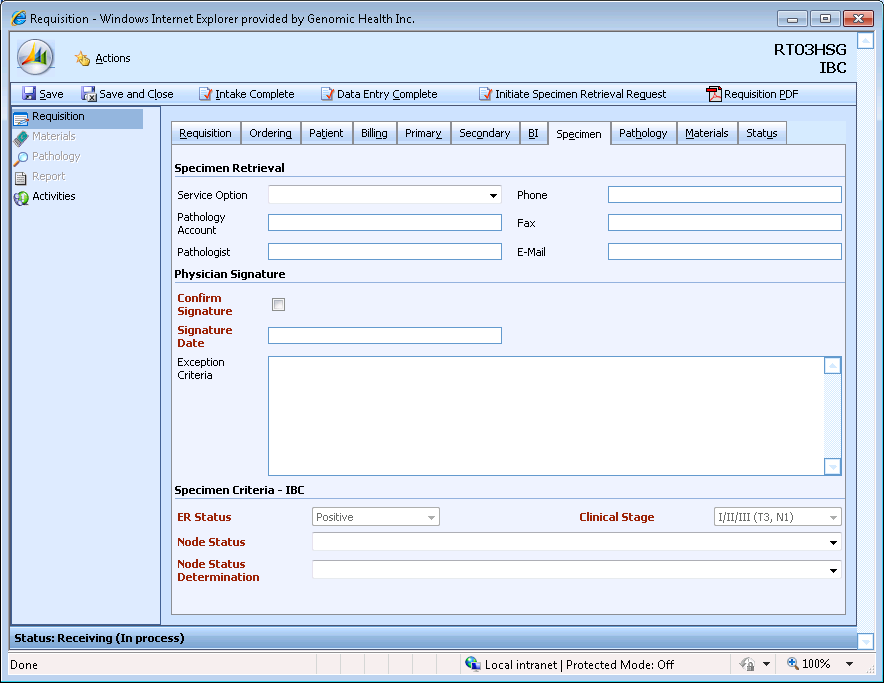 Requisition - Windows Internet Explorer provided by Genomic Health Inc.
Actions
RT03HSG
IBC
Save Save and Close Intake Complete Data Entry Complete Initiate Specimen Retrieval Request Requisition PDF
Requisition
Materials
Pathology
Report
Activities
Requisition Ordering Patient Billing Primary Secondary BI Specimen Pathology Materials Status
Specimen Retrieval
Service Option Phone
Pathology
Account
Fax
Pathologist E-Mail
Physician Signature
Confirm
Signature
Signature
Date
Exception
Criteria
Specimen Criteria - IBC
ER Status Positive Clinical Stage I/II/III (T3, N1)
Node Status
Node Status
Determination
Status: Receiving (In process)
Done Local intranet | Protected Mode: Off 100%